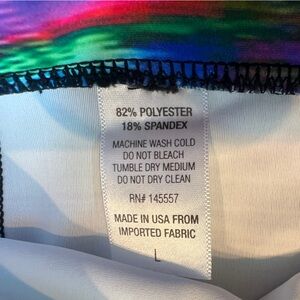 82% POLYESTER
18% SPANDEX
MACHINE WASH COLD
DO NOT BLEACH
TUMBLE DRY MEDIUM
DO NOT DRY CLEAN
RN# 145557
MADE IN USA FROM
IMPORTED FABRIC
L